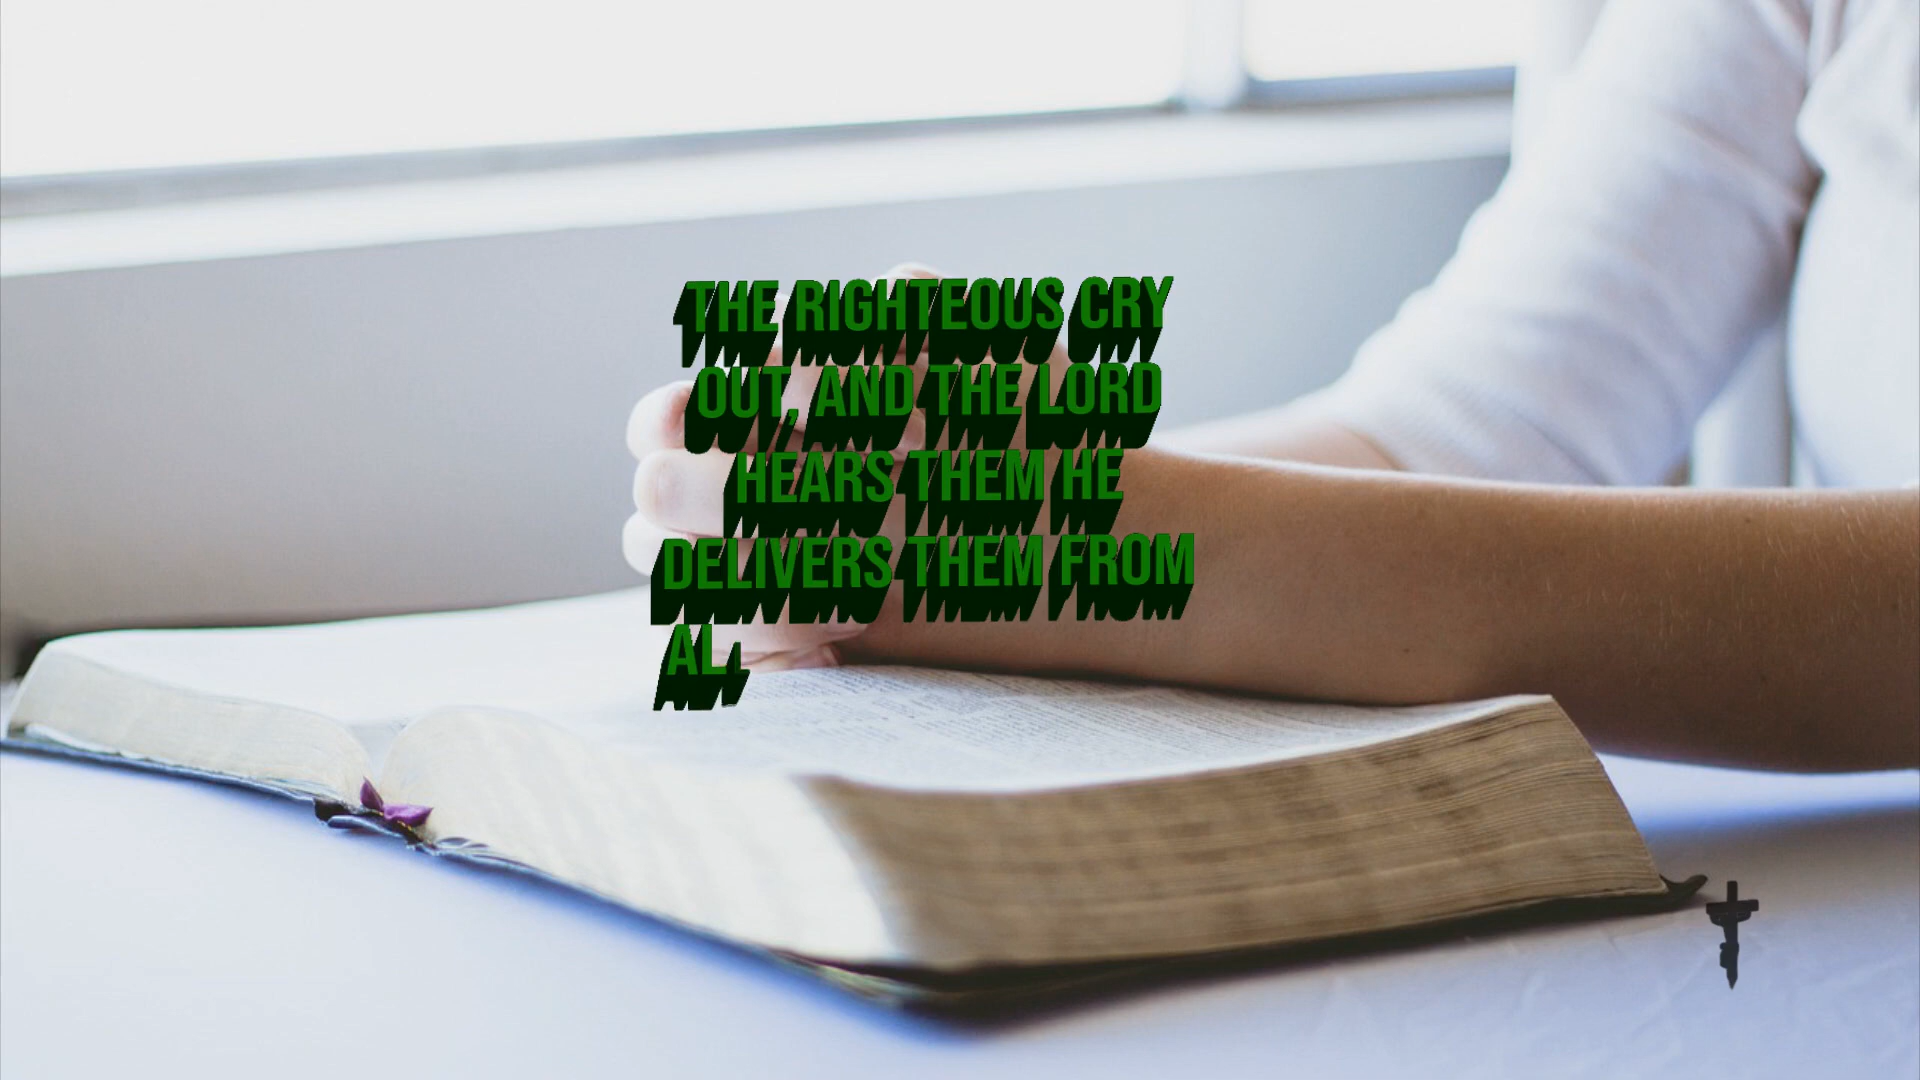 THE RIGHTEOUS CRY
OUT, AND THE LORD
HEARS THEM HE
DELIVERS THEM FROM
AL